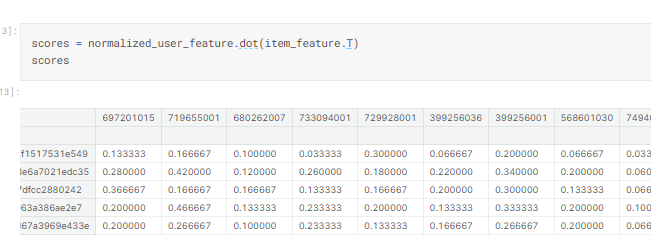 3]:
scores = normalized_user_feature.dot(item_feature.T)
scores
13]:
697201015 719655001 680262007 733094001 729928001 399256036 399256001 568601030 7494
f1517531e549 0.133333 0.166667 0.100000 0.033333 0.300000 0.066667 0.200000 0.066667 0.033
8e6a7021edc35 0.280000 0.420000 0.120000 0.260000 0.180000 0.220000 0.340000 0.200000 0.060
7dfcc2880242 0.366667 0.166667 0.166667 0.133333 0.166667 0.200000 0.300000 0.133333 0.066
063a386ae2e7 0.200000 0.466667 0.133333 0.233333 0.200000 0.133333 0.333333 0.200000 0.100
d67a3969e433e 0.200000 0.266667 0.100000 0.233333 0.133333 0.166667 0.266667 0.200000 0.066